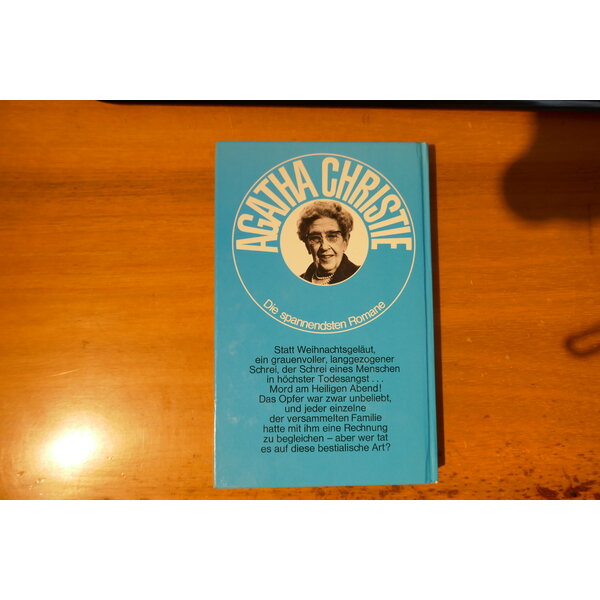 AGATHA CHRISTIE
Die spannendsten Romane
Statt Weihnachtsgeläut,
ein grauenvoller, langgezogener
Schrei, der Schrei eines Menschen
in höchster Todesangst...
Mord am Heiligen Abend!
Das Opfer war zwar unbeliebt,
und jeder einzelne
der versammelten Familie
hatte mit ihm eine Rechnung
zu begleichen – aber wer tat
es auf diese bestialische Art?